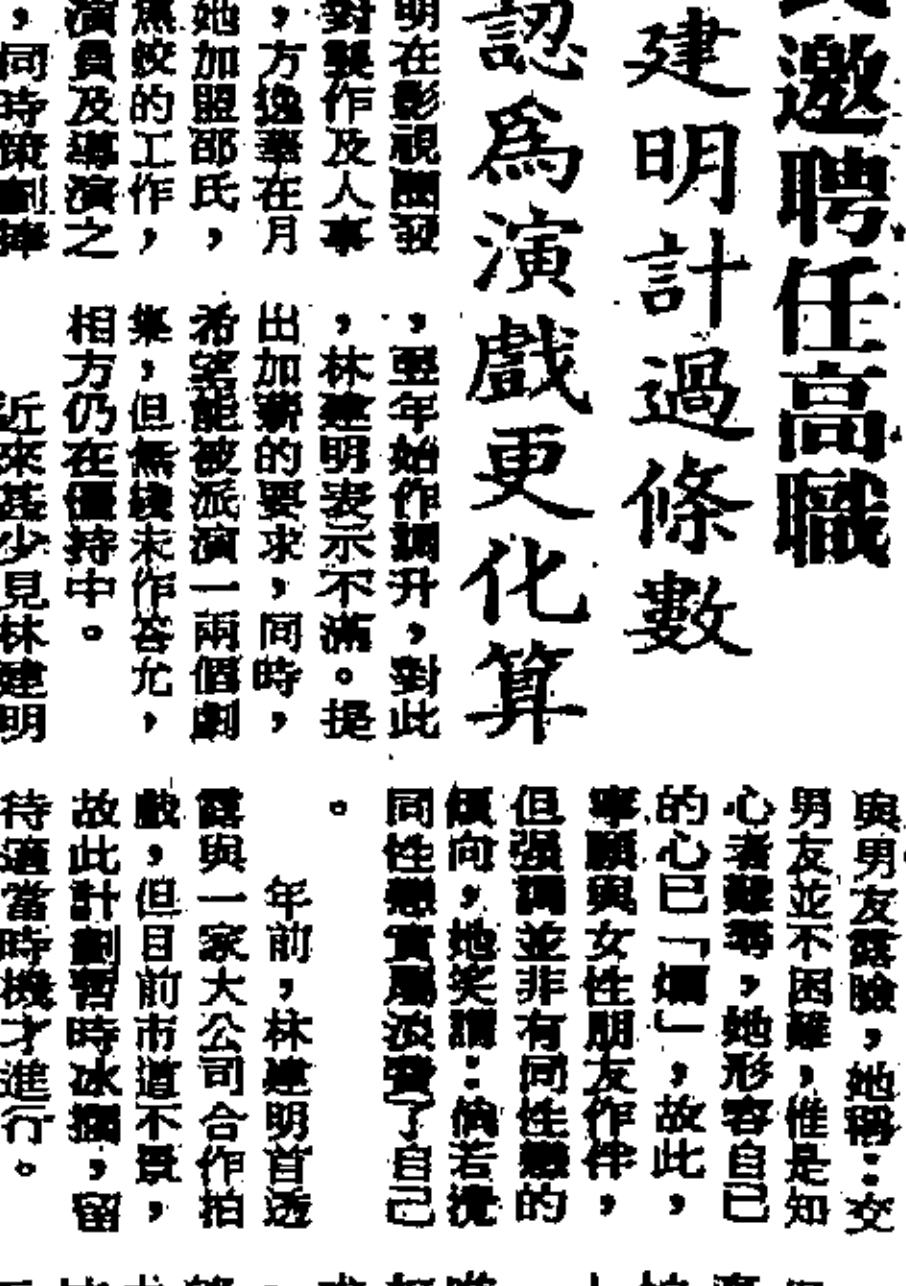 邀聘任高職
建明計過條數
認為演戲更化算
明在影視圈發
對製作及人事
，方逸華在月
她加盟邵氏，
為絞的工作，
演員及導演之
，同時策劃
，翌年始作調升，對此
，林建明表示不滿。提
出加薪的要求，同時，
希望能被派演一兩個劇
集，但無綫未作答允，
相方仍在僵持中。
近來甚少見林建明
與男友露臉，她稱：交
男友並不困難，惟是知
心者難尋，她形容自己
的心已「爛」，故此，
寧願與女性朋友作伴，
但强調並非有同性戀的
傾向，她笑謂：倘若攪
同性戀實屬浪費了自己
。
年前，林建明首透
露與一家大公司合作拍
戲，但目前市道不景，
故此計劃暫時冰擱，留
待適當時機才進行。